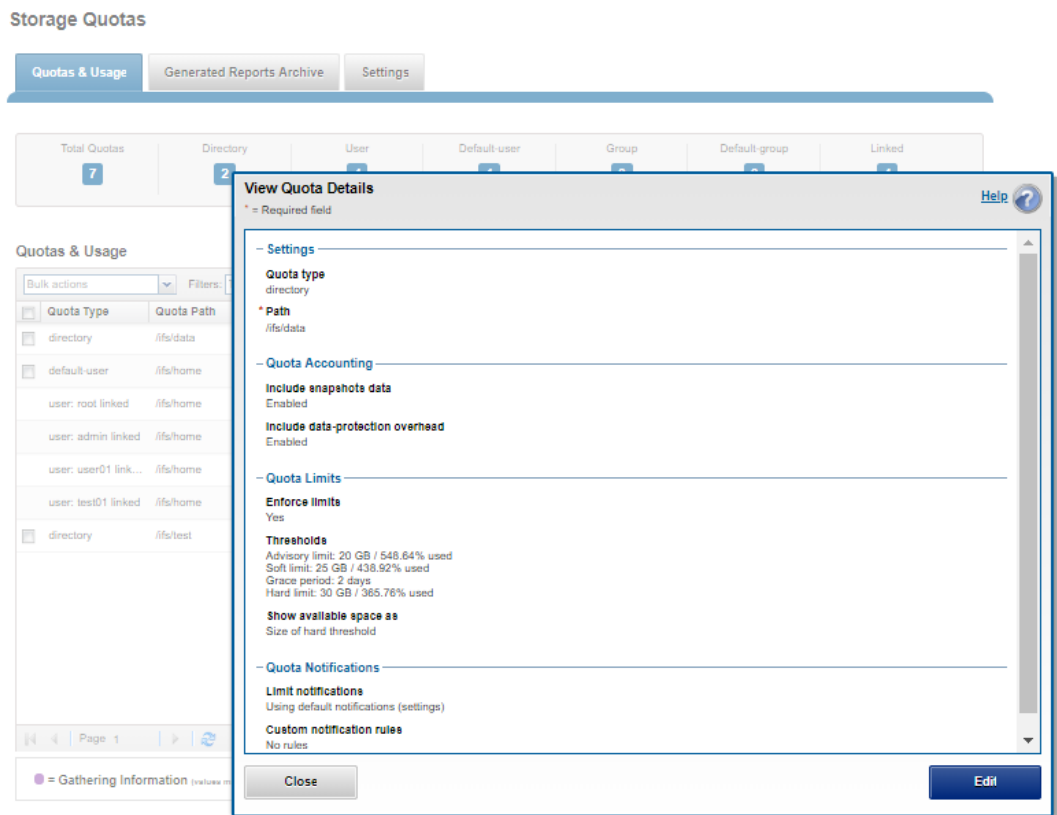 Storage Quotas
Quotas & Usage
Generated Reports Archive
Settings
Total Quotas
Directory
User
Default-user
Group
Default-group
Linked
7
2
View Quota Details
* = Required field
Help
Quotas & Usage
Bulk actions
Filters:
Quota Type
Quota Path
directory
/ifs/data
default-user
/ifs/home
user: root linked
/ifs/home
user: admin linked
/ifs/home
user: user01 link...
/ifs/home
user: test01 linked
/ifs/home
directory
/ifs/test
Page 1
= Gathering Information (values
Settings
Quota type
directory
* Path
/ifs/data
Quota Accounting
Include snapshots data
Enabled
Include data-protection overhead
Enabled
Quota Limits
Enforce limits
Yes
Thresholds
Advisory limit: 20 GB / 548.64% used
Soft limit: 25 GB / 438.92% used
Grace period: 2 days
Hard limit: 30 GB / 365.76% used
Show available space as
Size of hard threshold
Quota Notifications
Limit notifications
Using default notifications (settings)
Custom notification rules
No rules
Close
Edit